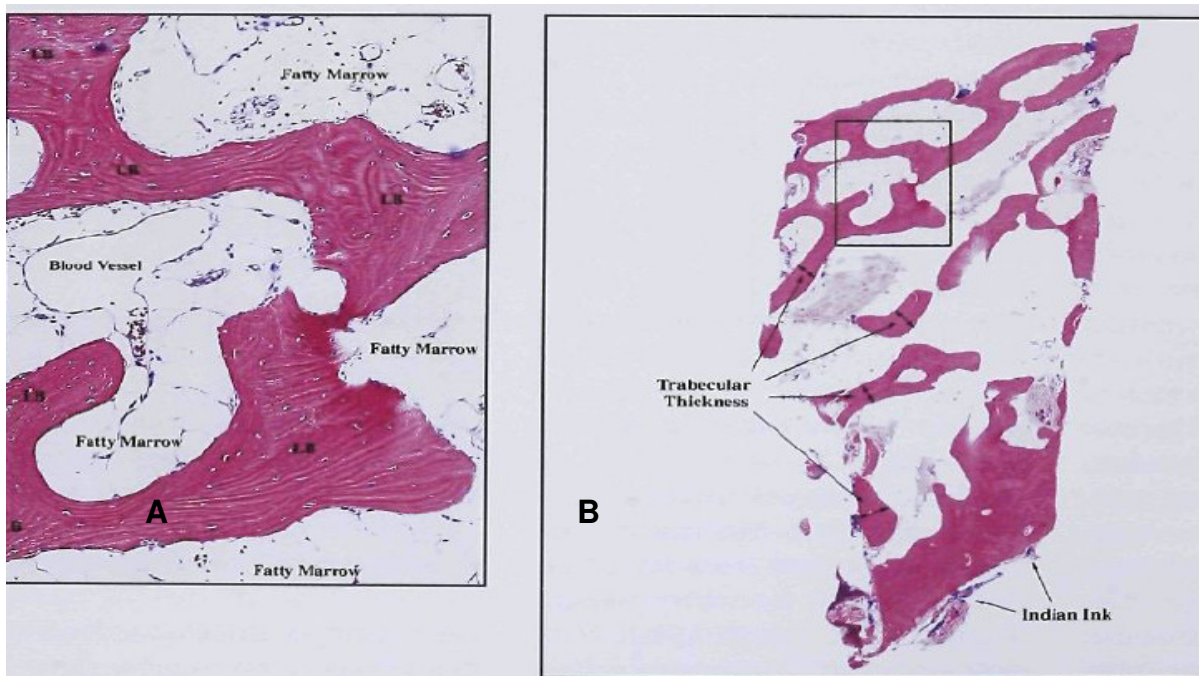 LB
Fatty Marrow
LB
LB
Blood Vessel
Fatty Marrow
LB
Fatty Marrow
LB
A
B
Fatty Marrow
Trabecular
Thickness
B
Indian Ink